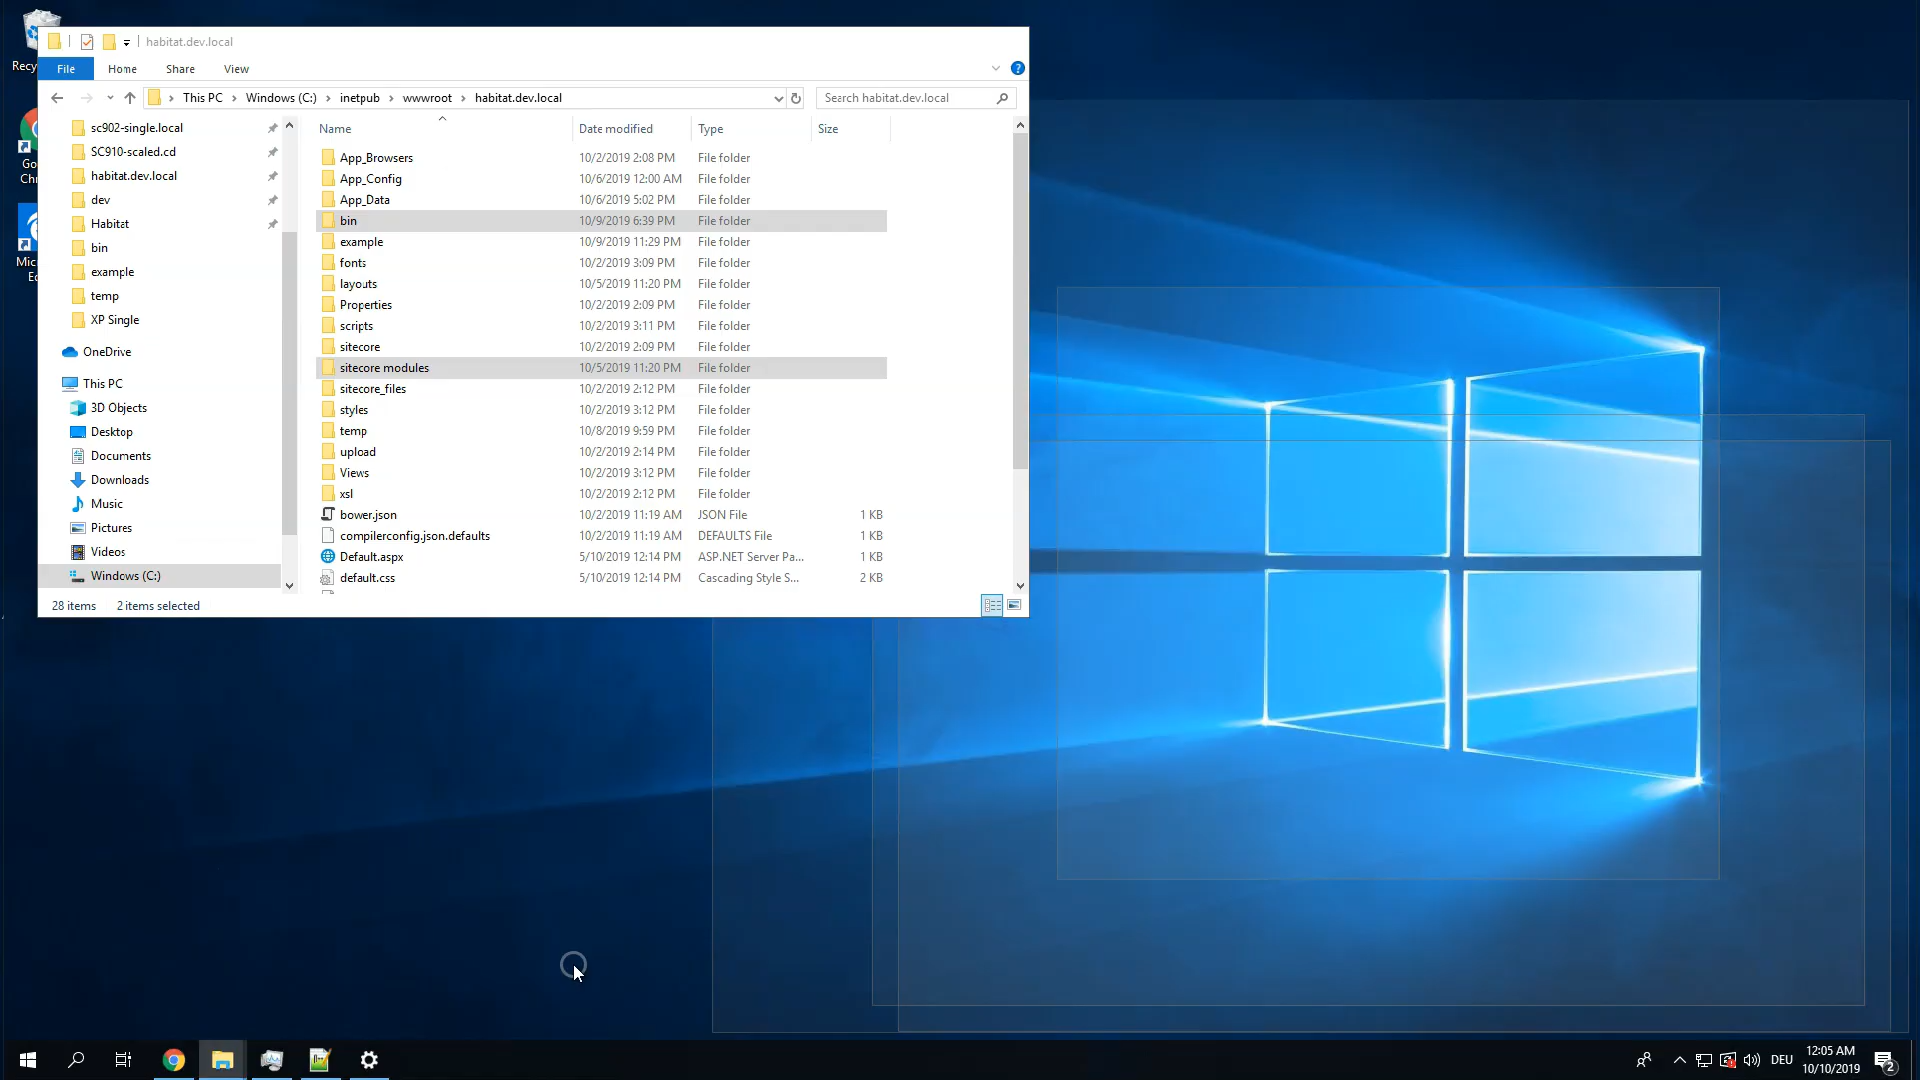 habitat.dev.local
File Home Share View
This PC Windows (C:) inetpub wwwroot habitat.dev.local
Search habitat.dev.local
sc902-single.local
SC910-scaled.cd
habitat.dev.local
dev
Habitat
bin
example
temp
XP Single
OneDrive
This PC
3D Objects
Desktop
Documents
Downloads
Music
Pictures
Videos
Windows (C:)
Name Date modified Type Size
App_Browsers 10/2/2019 2:08 PM File folder
App_Config 10/6/2019 12:00 AM File folder
App_Data 10/6/2019 5:02 PM File folder
bin 10/9/2019 6:39 PM File folder
example 10/9/2019 11:29 PM File folder
fonts 10/2/2019 3:09 PM File folder
layouts 10/5/2019 11:20 PM File folder
Properties 10/2/2019 2:09 PM File folder
scripts 10/2/2019 3:11 PM File folder
sitecore 10/2/2019 2:09 PM File folder
sitecore modules 10/5/2019 11:20 PM File folder
sitecore_files 10/2/2019 2:12 PM File folder
styles 10/2/2019 3:12 PM File folder
temp 10/8/2019 9:59 PM File folder
upload 10/2/2019 2:14 PM File folder
Views 10/2/2019 3:12 PM File folder
xsl 10/2/2019 2:12 PM File folder
bower.json 10/2/2019 11:19 AM JSON File 1 KB
compilerconfig.json.defaults 10/2/2019 11:19 AM DEFAULTS File 1 KB
Default.aspx 5/10/2019 12:14 PM ASP.NET Server Pa... 1 KB
default.css 5/10/2019 12:14 PM Cascading Style S... 2 KB
28 items 2 items selected
Recy
Go
Chr
Mic
Ec
DEU
12:05 AM
10/10/2019
2